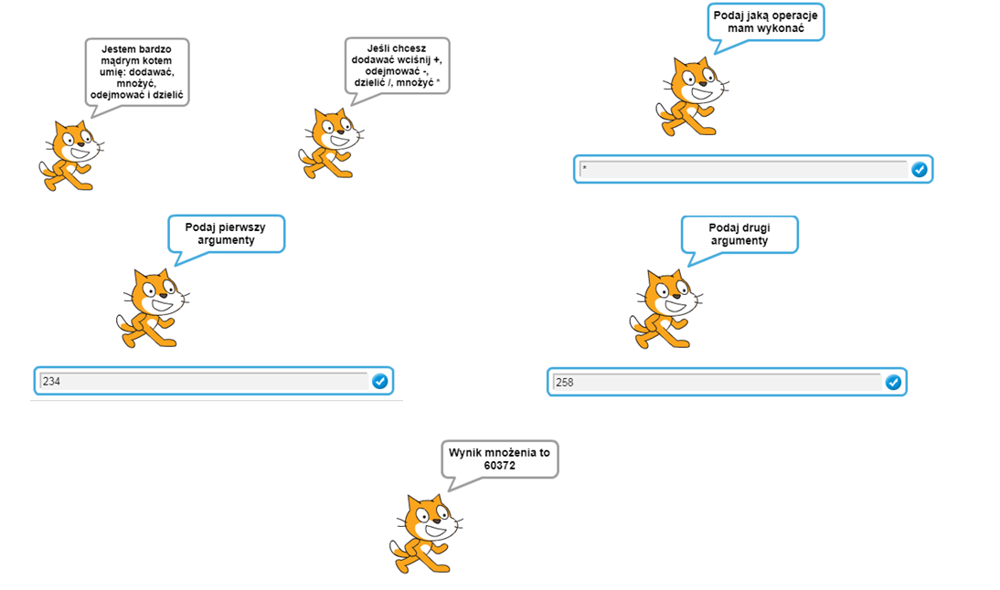 Jestem bardzo
mądrym kotem
umię: dodawać,
mnożyć,
odejmować i dzielić
Jeśli chcesz
dodawać wciśnij +,
odejmować -,
dzielić /, mnożyć *
Podaj jaką operacje
mam wykonać
*
Podaj pierwszy
argumenty
234
Podaj drugi
argumenty
258
Wynik mnożenia to
60372